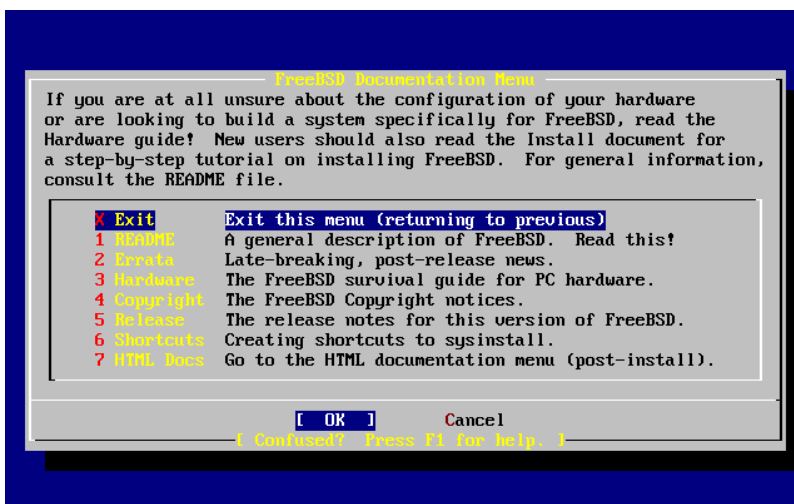 FreeBSD Documentation Menu
If you are at all unsure about the configuration of your hardware
or are looking to build a system specifically for FreeBSD, read the
Hardware guide!  New users should also read the Install document for
a step-by-step tutorial on installing FreeBSD.  For general information,
consult the README file.
X Exit      Exit this menu (returning to previous)
1 README    A general description of FreeBSD.  Read this!
2 Errata    Late-breaking, post-release news.
3 Hardware  The FreeBSD survival guide for PC hardware.
4 Copyright The FreeBSD Copyright notices.
5 Release   The release notes for this version of FreeBSD.
6 Shortcuts Creating shortcuts to sysinstall.
7 HTML Docs Go to the HTML documentation menu (post-install).
[  OK  ]       Cancel
[ Confused?  Press F1 for help. ]